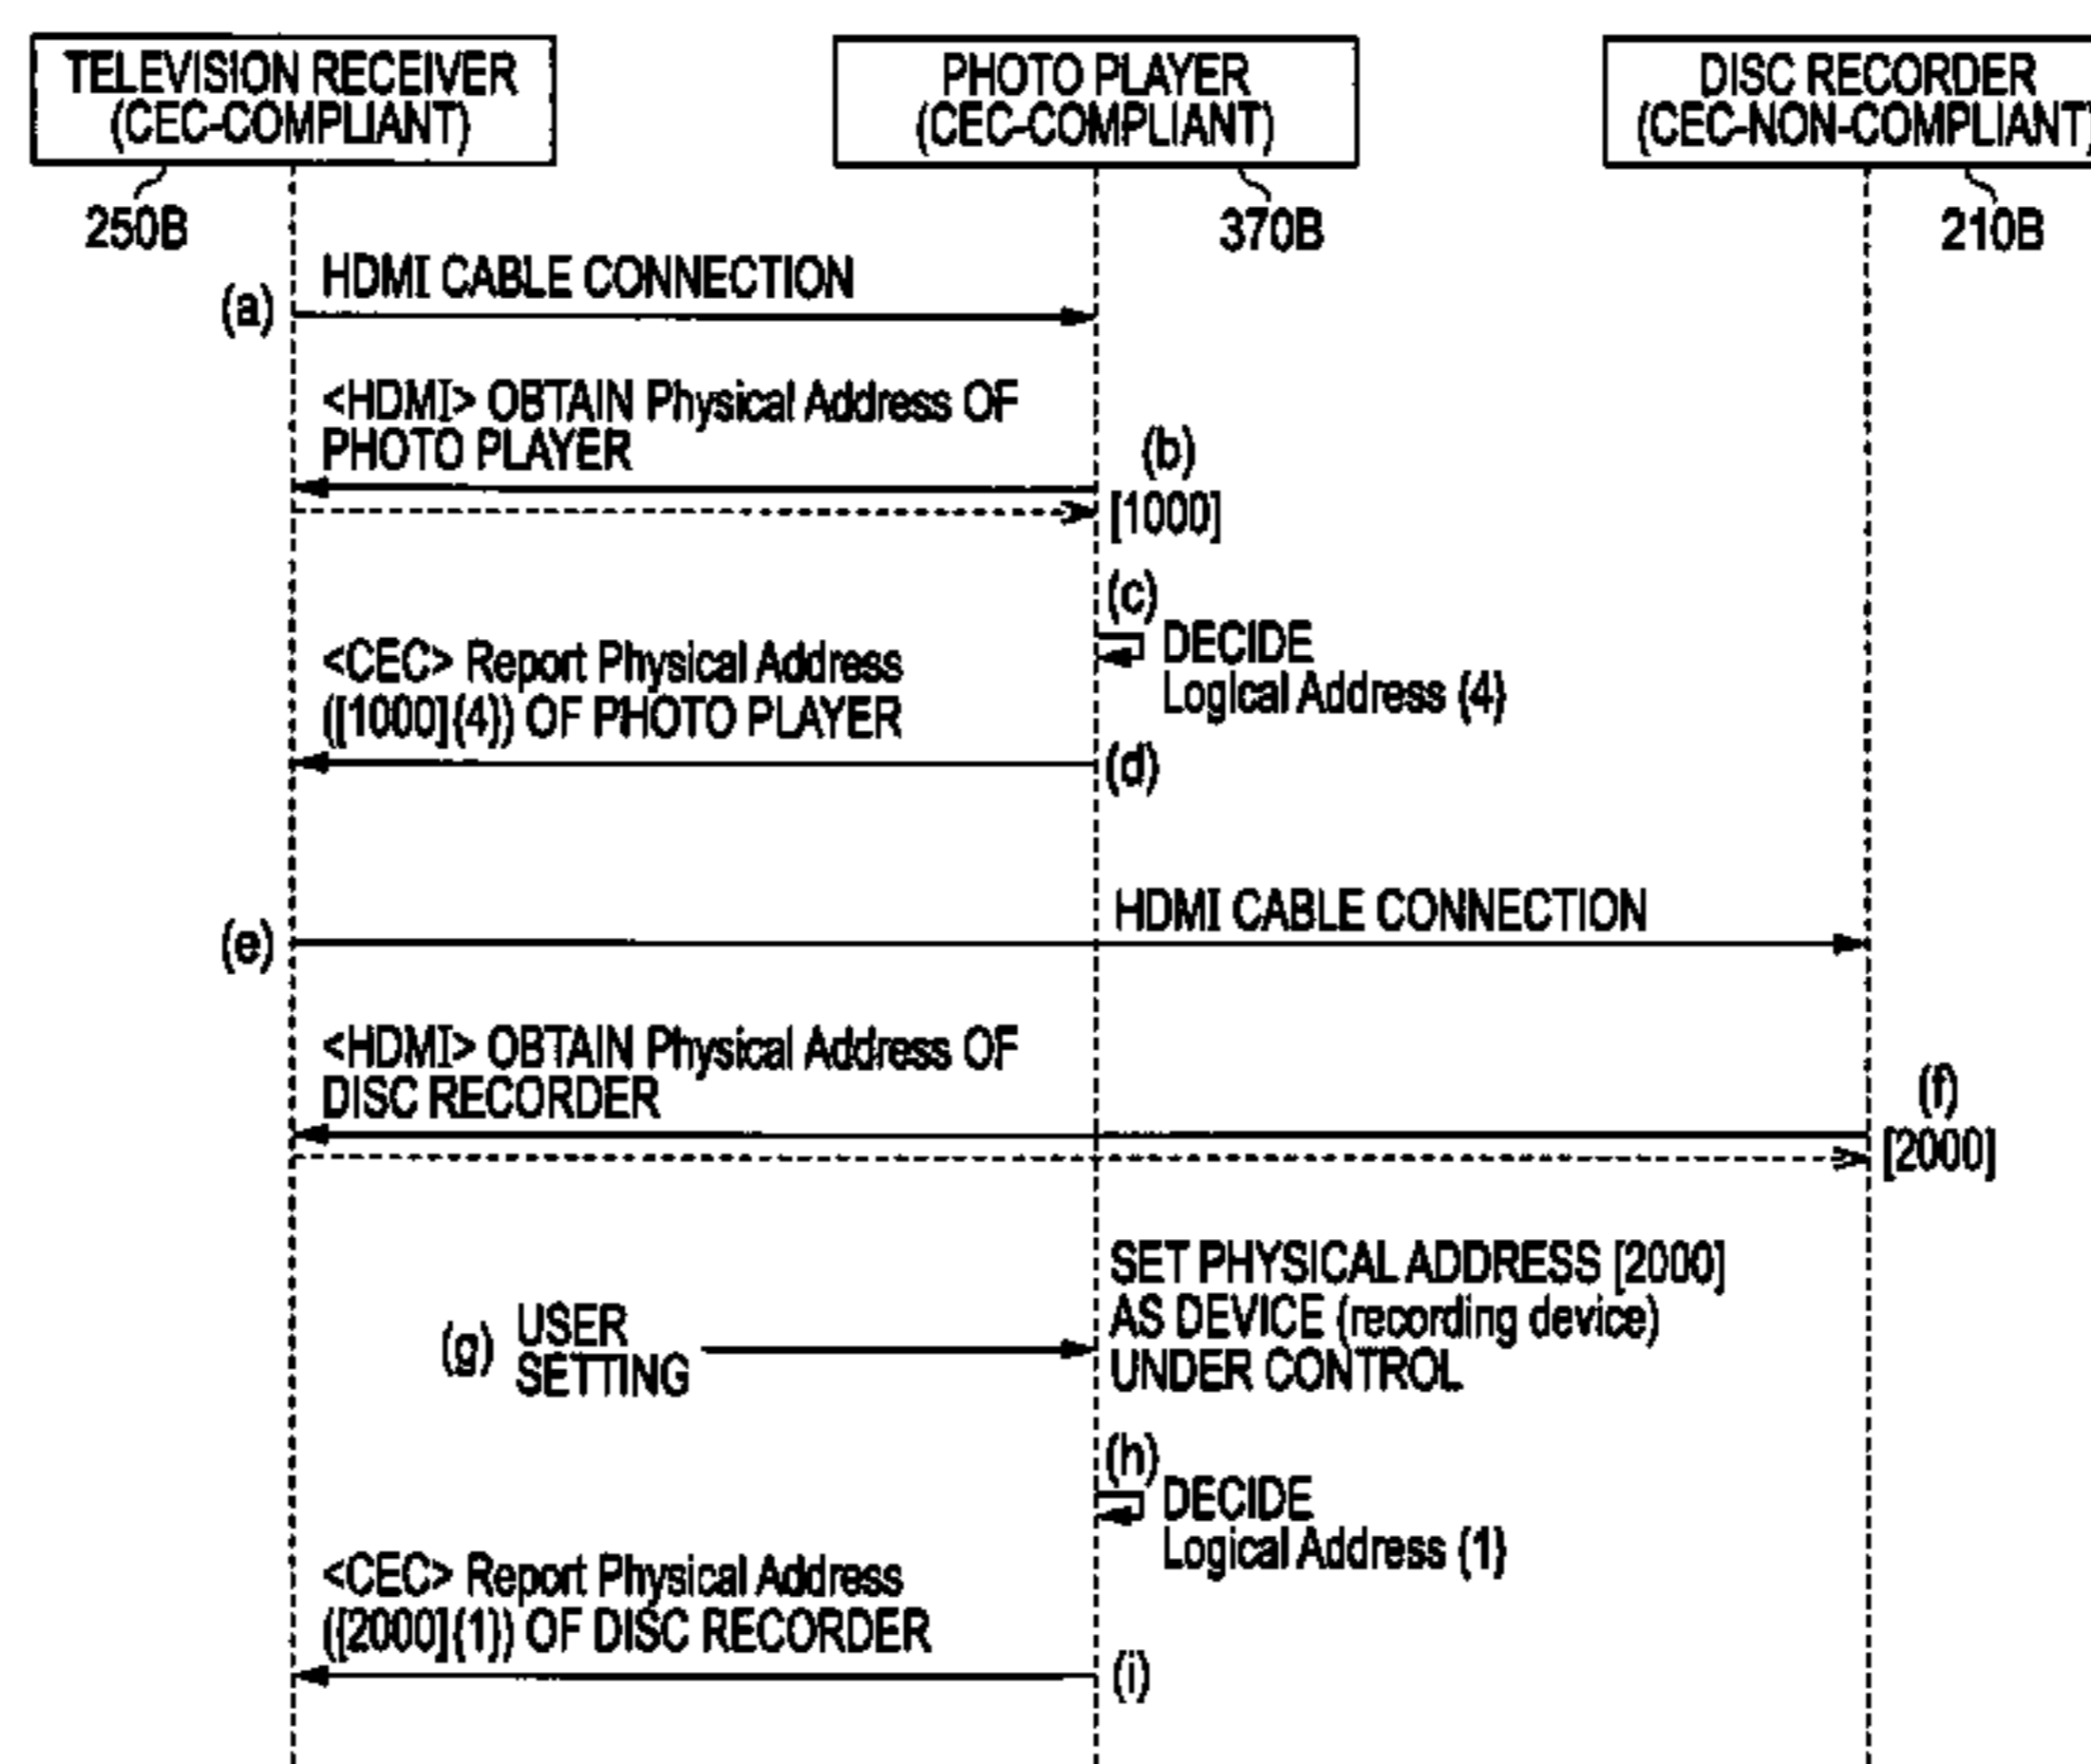 TELEVISION RECEIVER
(CEC-COMPLIANT)
PHOTO PLAYER
(CEC-COMPLIANT)
DISC RECORDER
(CEC-NON-COMPLIANT)
250B
370B
210B
HDMI CABLE CONNECTION
(a)
<HDMI> OBTAIN Physical Address OF
PHOTO PLAYER
(b)
[1000]
(c)
DECIDE
Logical Address (4)
<CEC> Report Physical Address
([1000](4)) OF PHOTO PLAYER
(d)
HDMI CABLE CONNECTION
(e)
<HDMI> OBTAIN Physical Address OF
DISC RECORDER
(f)
[2000]
(g)
USER
SETTING
SET PHYSICAL ADDRESS [2000]
AS DEVICE (recording device)
UNDER CONTROL
(h)
DECIDE
Logical Address (1)
<CEC> Report Physical Address
([2000](1)) OF DISC RECORDER
(i)